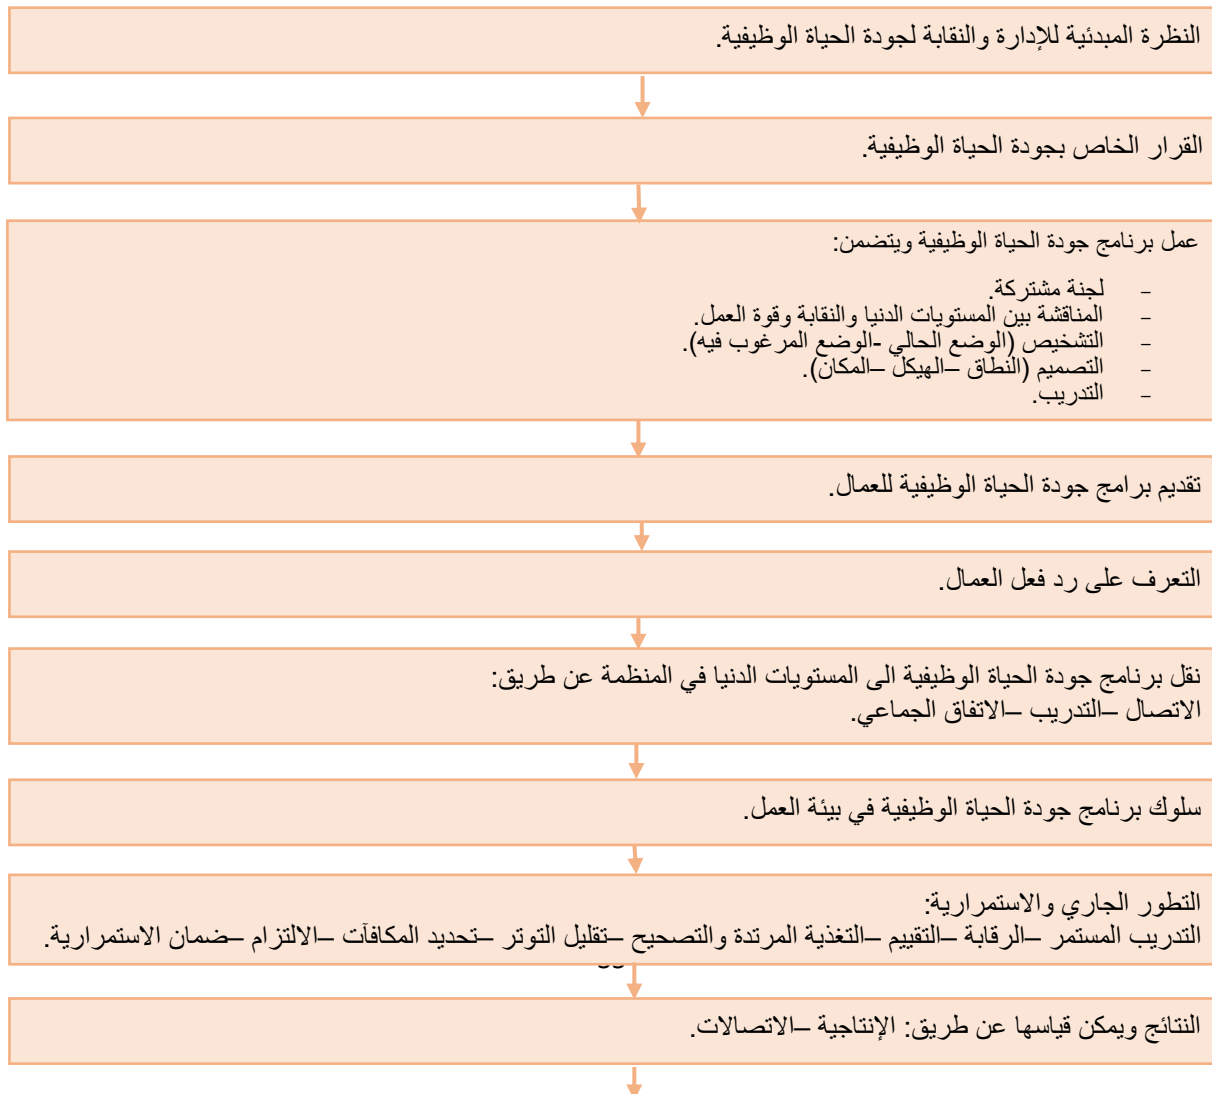 النظرة المبدئية للإدارة والنقابة لجودة الحياة الوظيفية.
القرار الخاص بجودة الحياة الوظيفية.
عمل برنامج جودة الحياة الوظيفية ويتضمن:
- لجنة مشتركة.
- المناقشة بين المستويات الدنيا والنقابة وقوة العمل.
- التشخيص (الوضع الحالي -الوضع المرغوب فيه).
- التصميم (النطاق –الهيكل –المكان).
- التدريب.
تقديم برامج جودة الحياة الوظيفية للعمال.
التعرف على رد فعل العمال.
نقل برنامج جودة الحياة الوظيفية الى المستويات الدنيا في المنظمة عن طريق:
الاتصال –التدريب –الاتفاق الجماعي.
سلوك برنامج جودة الحياة الوظيفية في بيئة العمل.
التطور الجاري والاستمرارية:
التدريب المستمر –الرقابة –التقييم –التغذية المرتدة والتصحيح –تقليل التوتر –تحديد المكافآت –الالتزام –ضمان الاستمرارية.
النتائج ويمكن قياسها عن طريق: الإنتاجية –الاتصالات.